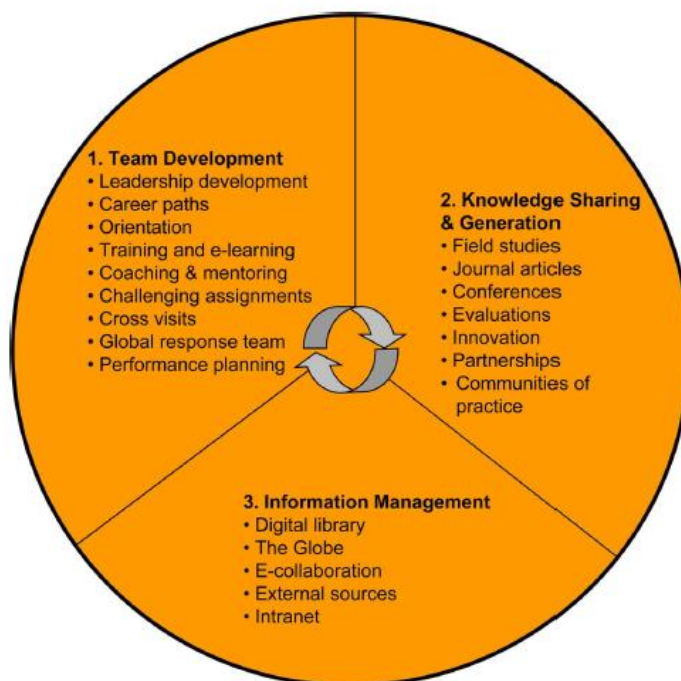 1. Team Development
• Leadership development
• Career paths
• Orientation
• Training and e-learning
• Coaching & mentoring
• Challenging assignments
• Cross visits
• Global response team
• Performance planning
2. Knowledge Sharing
& Generation
• Field studies
• Journal articles
• Conferences
• Evaluations
• Innovation
• Partnerships
• Communities of
practice
3. Information Management
• Digital library
• The Globe
• E-collaboration
• External sources
• Intranet